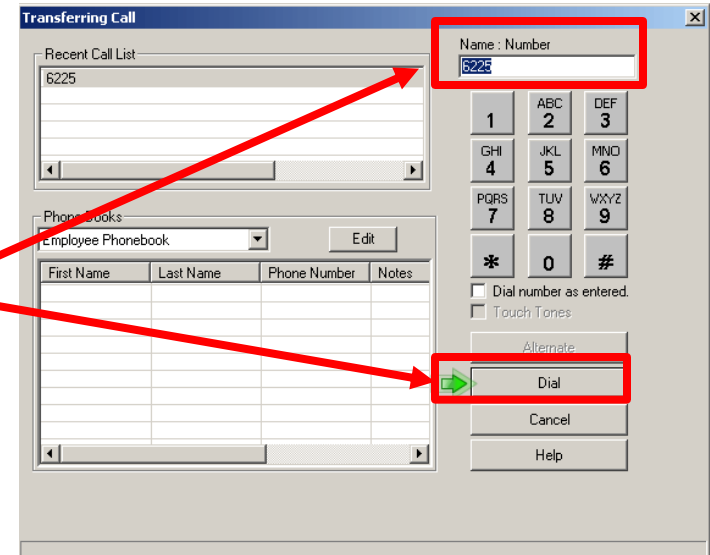 Transferring Call
Recent Call List
6225
Name : Number
6225
1
ABC
2
DEF
3
GHI
4
JKL
5
MNO
6
PQRS
7
TUV
8
WXYZ
9
*
0
#
Dial number as entered.
Touch Tones
Phone Books
Employee Phonebook
Edit
First Name Last Name Phone Number Notes
Alternate
Dial
Cancel
Help